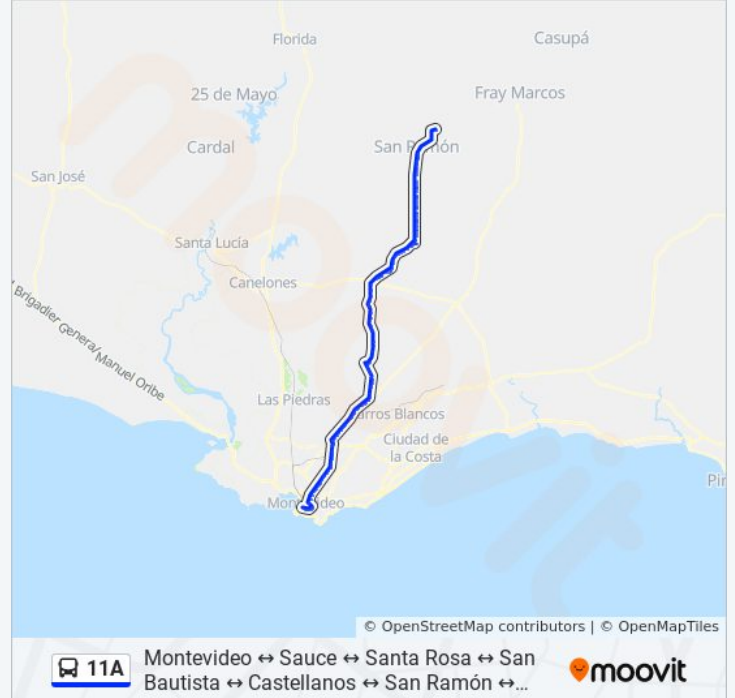 Florida
Casupá
25 de Mayo
Fray Marcos
Cardal
San Ramón
San José
Santa Lucía
Canelones
Brigadier General Manuel Oribe
Las Piedras
Barros Blancos
Ciudad de
la Costa
Montevideo
moovit
© OpenStreetMap contributors | © OpenMapTiles
11A
Montevideo ↔ Sauce ↔ Santa Rosa ↔ San
Bautista ↔ Castellanos ↔ San Ramón ↔...
moovit